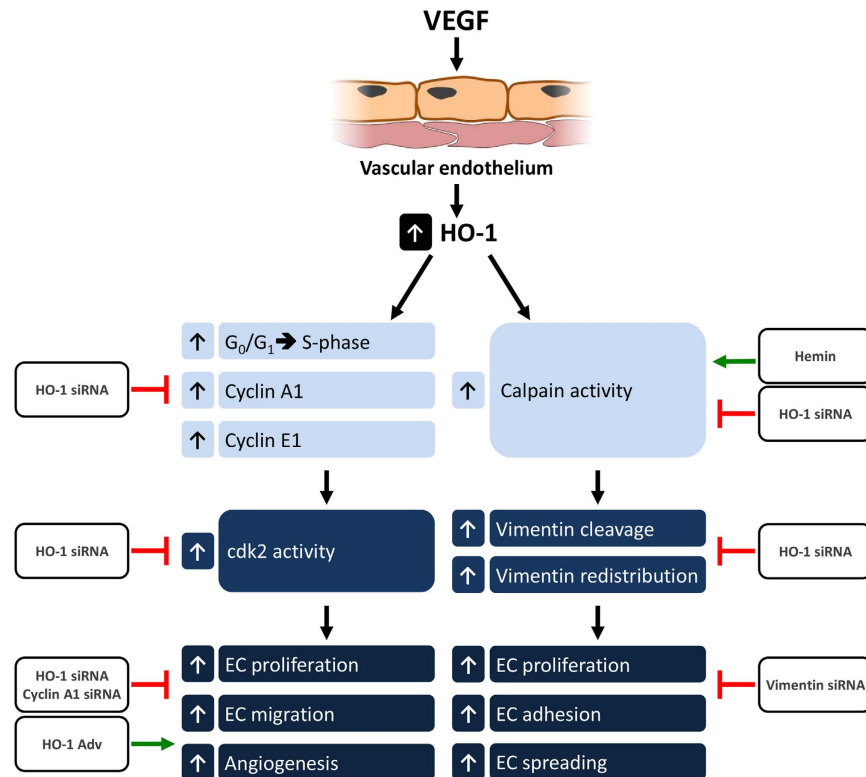 VEGF
Vascular endothelium
↑ HO-1
↑ G₀/G₁ → S-phase
↑ Cyclin A1
↑ Cyclin E1
HO-1 siRNA
↑ Calpain activity
Hemin
HO-1 siRNA
HO-1 siRNA
↑ cdk2 activity
↑ Vimentin cleavage
↑ Vimentin redistribution
HO-1 siRNA
HO-1 siRNA
Cyclin A1 siRNA
HO-1 Adv
↑ EC proliferation
↑ EC migration
↑ Angiogenesis
↑ EC proliferation
↑ EC adhesion
↑ EC spreading
Vimentin siRNA